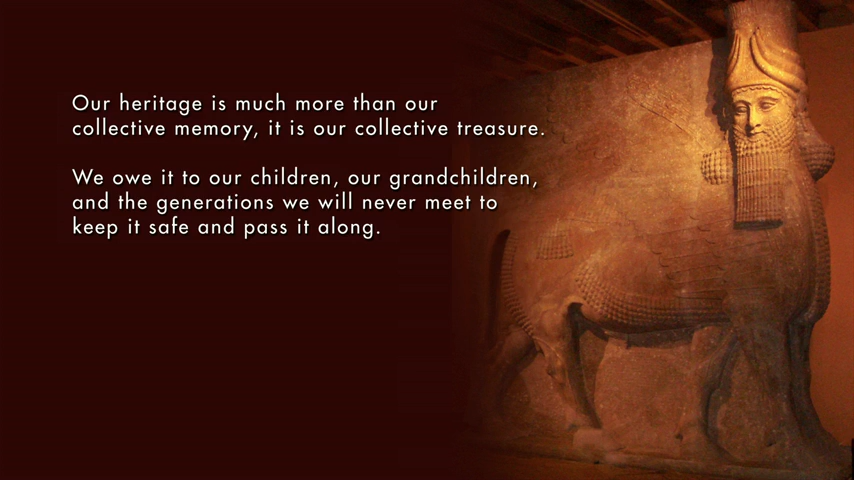 Our heritage is much more than our
collective memory, it is our collective treasure.
We owe it to our children, our grandchildren,
and the generations we will never meet to
keep it safe and pass it along.